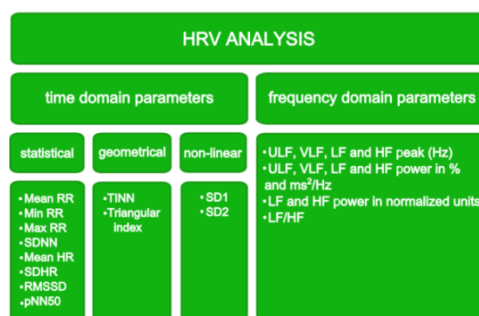 HRV ANALYSIS
time domain parameters
frequency domain parameters
statistical
geometrical
non-linear
•Mean RR
•Min RR
•Max RR
•SDNN
•Mean HR
•SDHR
•RMSSD
•pNN50
•TINN
•Triangular
index
•SD1
•SD2
•ULF, VLF, LF and HF peak (Hz)
•ULF, VLF, LF and HF power in %
and ms²/Hz
•LF and HF power in normalized units
•LF/HF